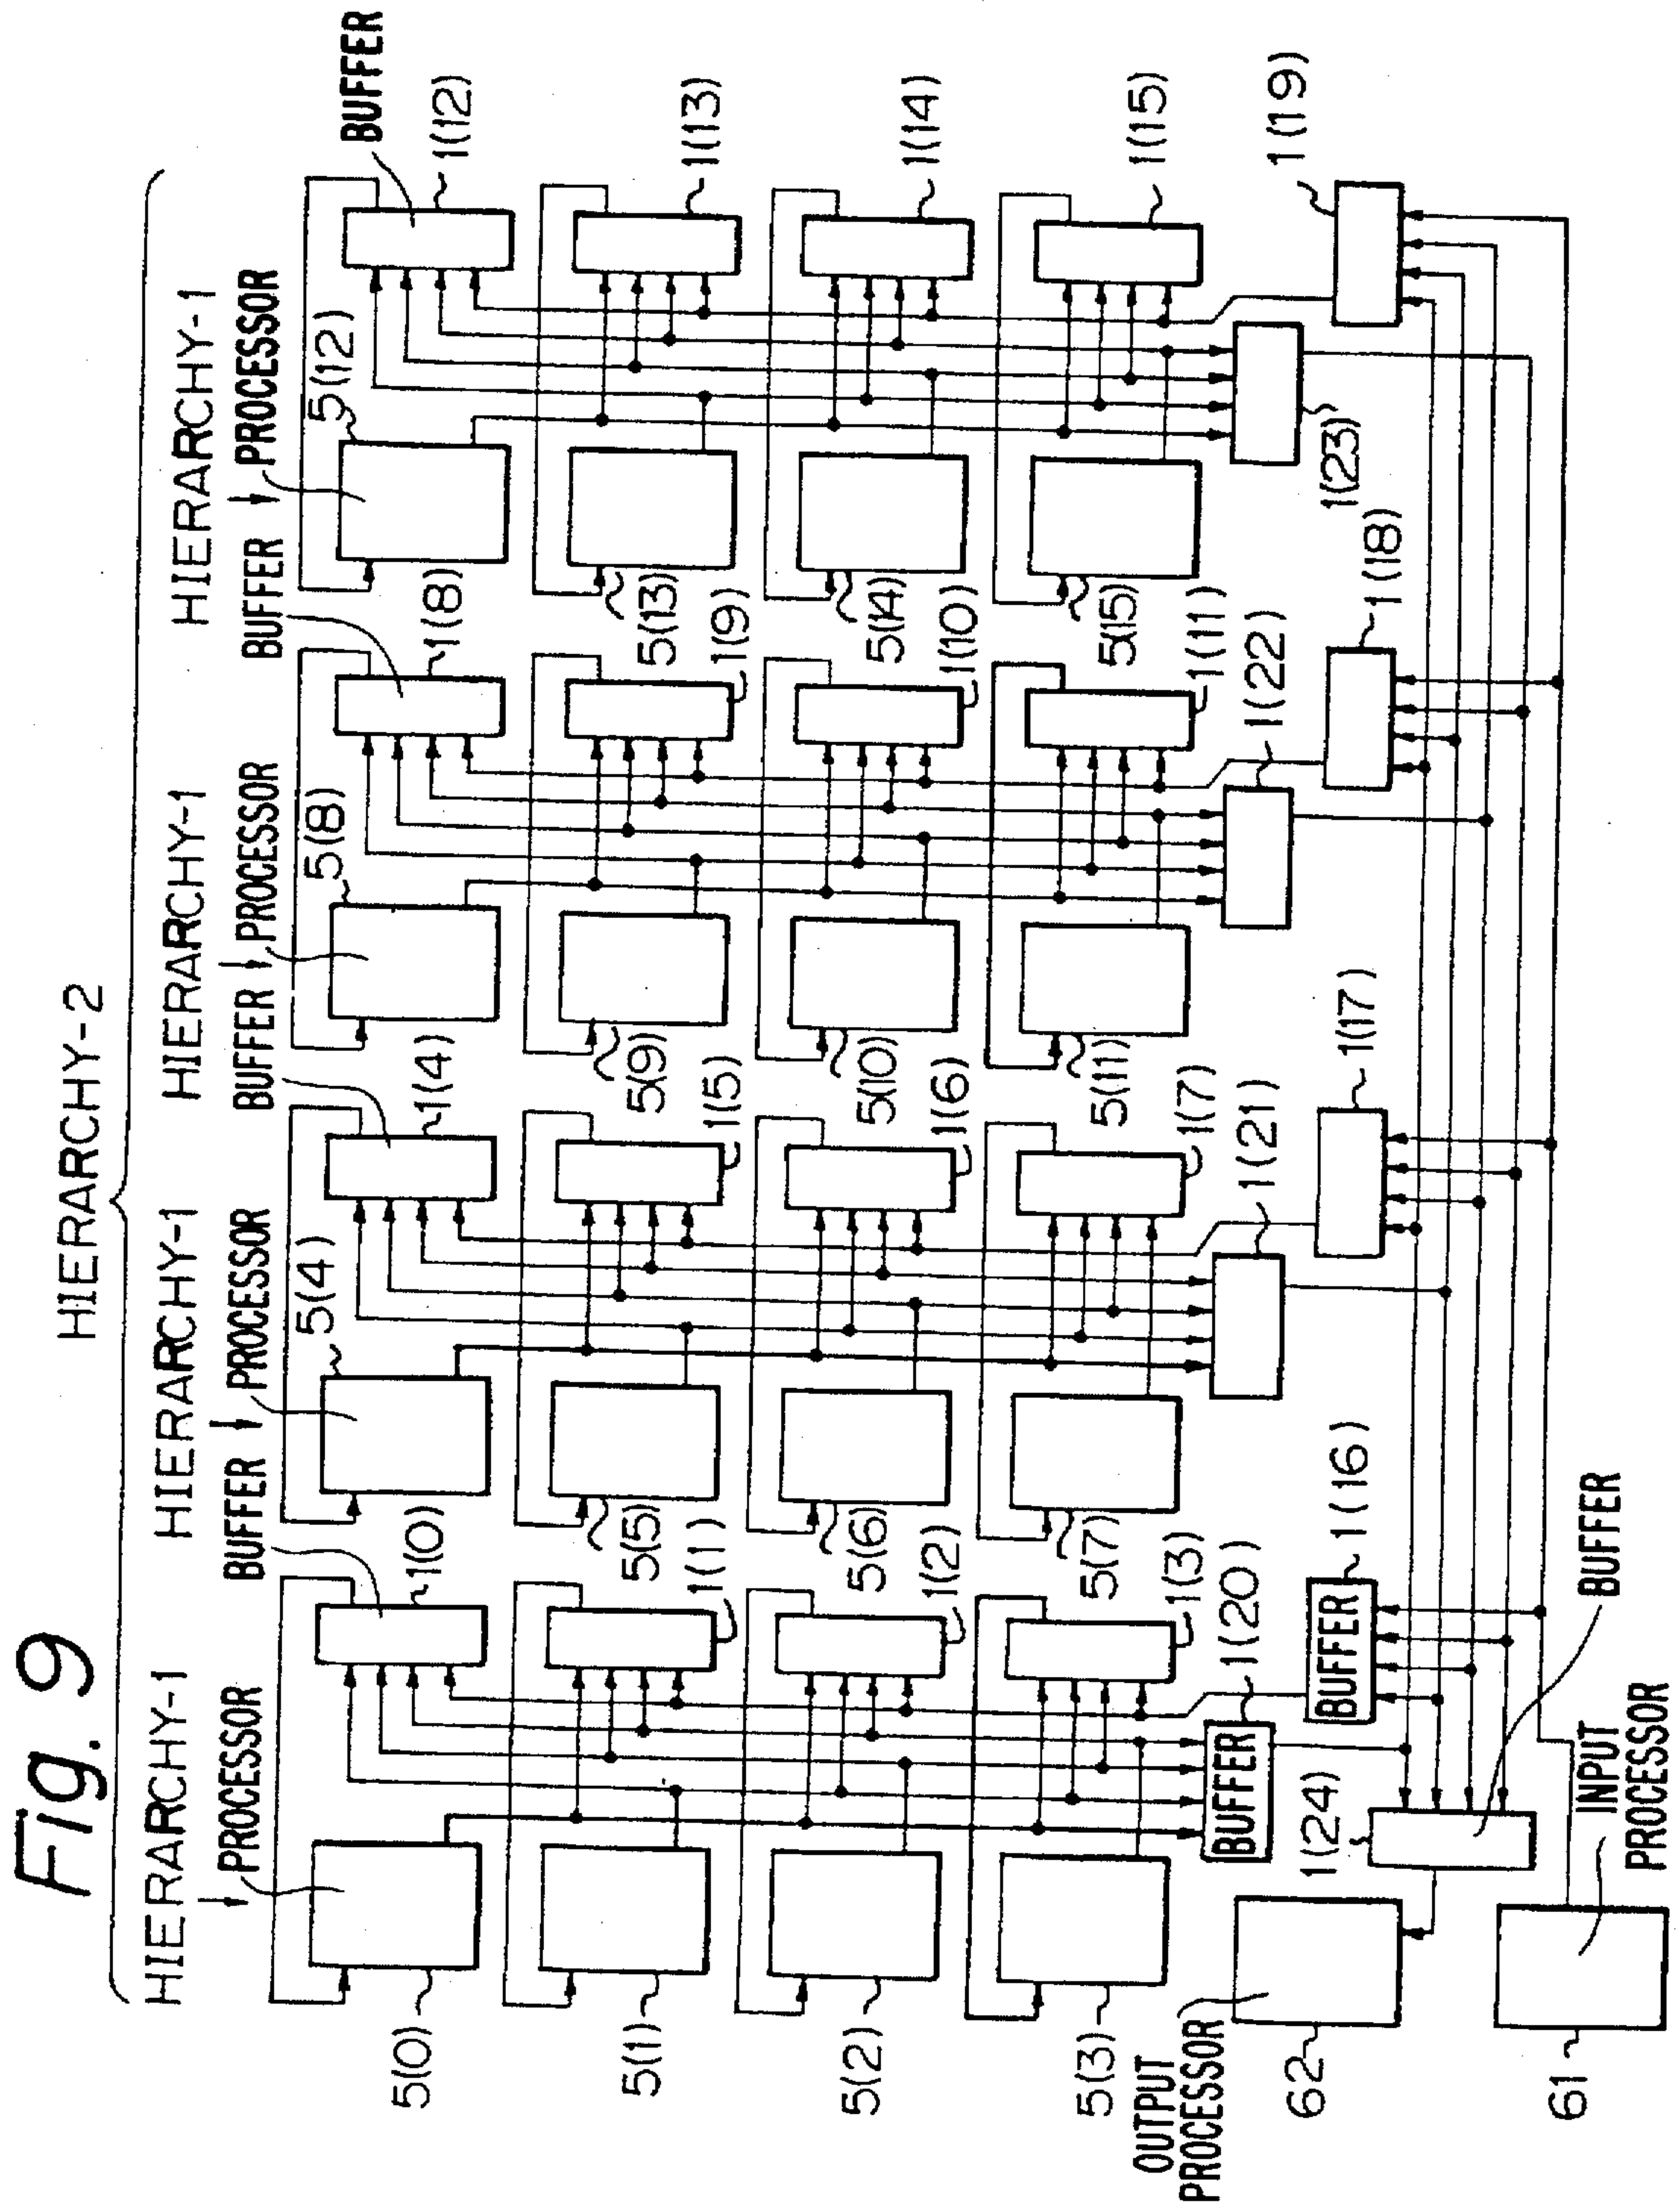 Fig. 9
HIERARCHY-2
HIERARCHY-1
HIERARCHY-1
HIERARCHY-1
HIERARCHY-1
PROCESSOR
BUFFER
PROCESSOR
BUFFER
PROCESSOR
BUFFER
PROCESSOR
BUFFER
5(0)
1(0)
5(4)
1(4)
5(8)
1(8)
5(12)
1(12)
5(1)
1(1)
5(5)
1(5)
5(9)
1(9)
5(13)
1(13)
5(2)
1(2)
5(6)
1(6)
5(10)
1(10)
5(14)
1(14)
5(3)
1(3)
5(7)
1(7)
5(11)
1(11)
5(15)
1(15)
BUFFER
1(20)
1(21)
1(22)
1(23)
BUFFER
1(16)
1(17)
1(18)
1(19)
OUTPUT
PROCESSOR
62
1(24)
BUFFER
61
INPUT
PROCESSOR